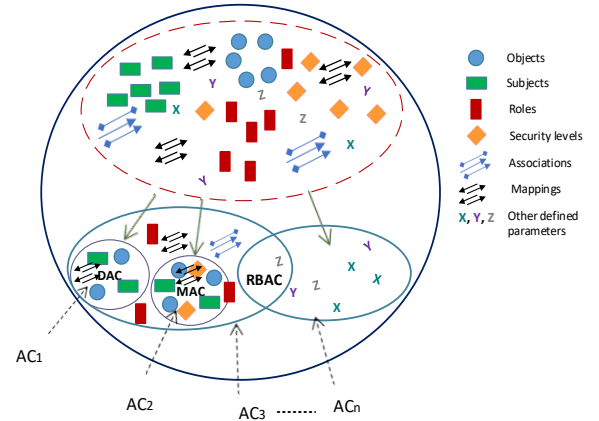 Objects
Subjects
Roles
Security levels
Associations
Mappings
X, Y, Z Other defined
parameters
Y
Z
X
Z
Y
X
Y
DAC
MAC
RBAC
Z
Y
Z
X
Y
X
X
AC1
AC2
AC3
ACn